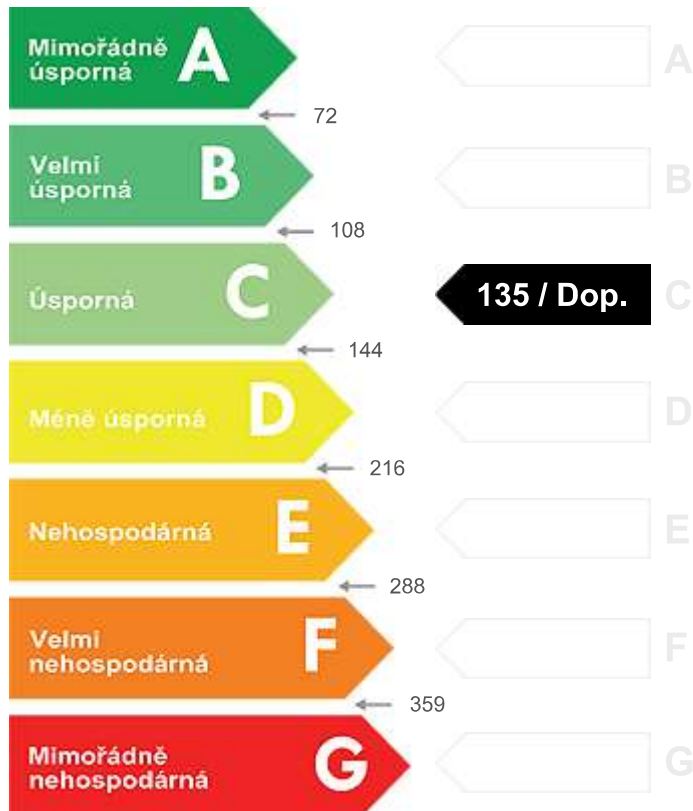 Mimořádně
úsporná
A
A
72
Velmi
úsporná
B
B
108
Úsporná
C
135 / Dop.
C
144
Méně úsporná
D
D
216
Nehospodárná
E
E
288
Velmi
nehospodárná
F
F
359
Mimořádně
nehospodárná
G
G